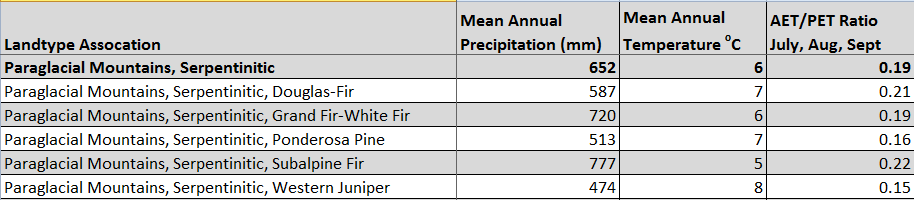 Landtype Assocation Mean Annual Precipitation (mm) Mean Annual Temperature ⁰C AET/PET Ratio July, Aug, Sept
Paraglacial Mountains, Serpentinitic 652 6 0.19
Paraglacial Mountains, Serpentinitic, Douglas-Fir 587 7 0.21
Paraglacial Mountains, Serpentinitic, Grand Fir-White Fir 720 6 0.19
Paraglacial Mountains, Serpentinitic, Ponderosa Pine 513 7 0.16
Paraglacial Mountains, Serpentinitic, Subalpine Fir 777 5 0.22
Paraglacial Mountains, Serpentinitic, Western Juniper 474 8 0.15